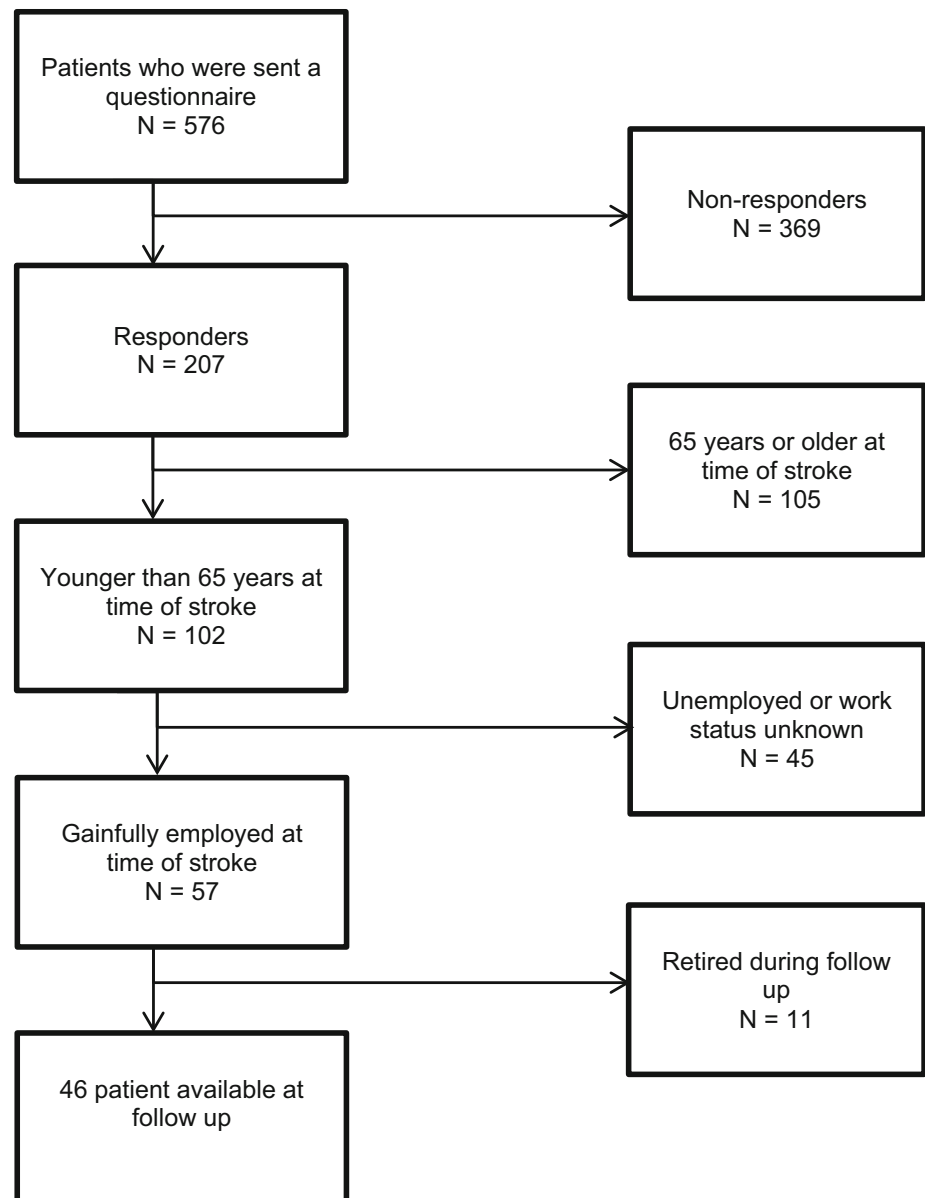 Patients who were sent a
questionnaire
N = 576
Non-responders
N = 369
Responders
N = 207
65 years or older at
time of stroke
N = 105
Younger than 65 years at
time of stroke
N = 102
Unemployed or work
status unknown
N = 45
Gainfully employed at
time of stroke
N = 57
Retired during follow
up
N = 11
46 patient available at
follow up